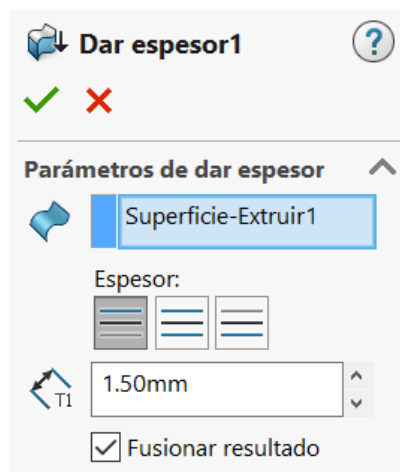 Dar espesor1
?
Parámetros de dar espesor
Superficie-Extruir1
Espesor:
T1
1.50mm
Fusionar resultado